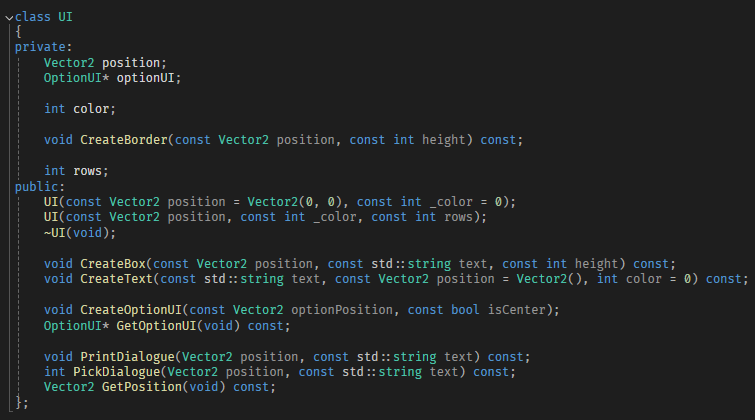 class UI
{
private:
    Vector2 position;
    OptionUI* optionUI;

    int color;

    void CreateBorder(const Vector2 position, const int height) const;

    int rows;
public:
    UI(const Vector2 position = Vector2(0, 0), const int _color = 0);
    UI(const Vector2 position, const int _color, const int rows);
    ~UI(void);

    void CreateBox(const Vector2 position, const std::string text, const int height) const;
    void CreateText(const std::string text, const Vector2 position = Vector2(), int color = 0) const;

    void CreateOptionUI(const Vector2 optionPosition, const bool isCenter);
    OptionUI* GetOptionUI(void) const;

    void PrintDialogue(Vector2 position, const std::string text) const;
    int PickDialogue(Vector2 position, const std::string text) const;
    Vector2 GetPosition(void) const;
};